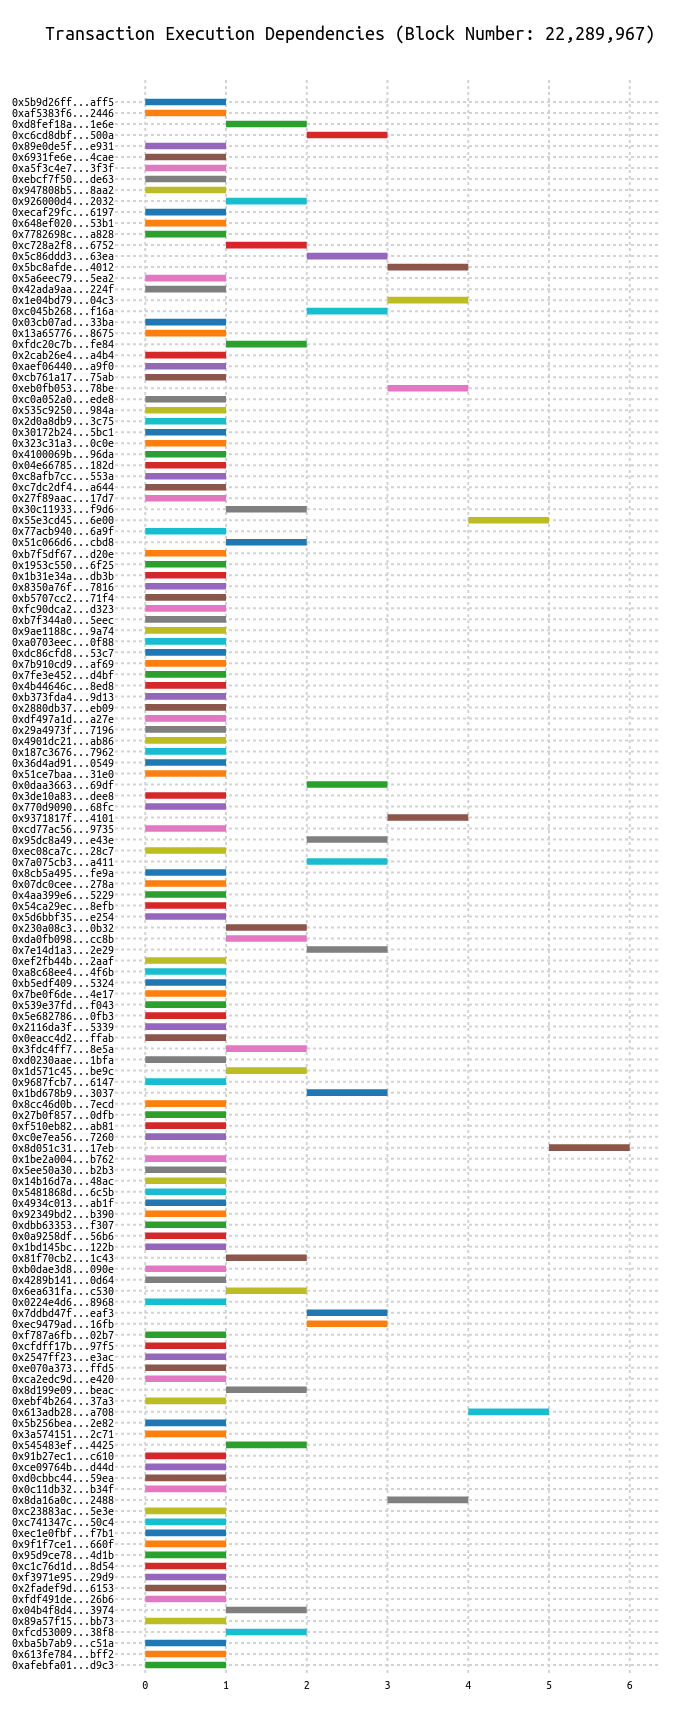 Transaction Execution Dependencies (Block Number: 22,289,967)
0x5b9d26ff...aff5
0xaf5383f6...2446
0xd8fef18a...1e6e
0xc6cd8dbf...500a
0x89e0de5f...e931
0x6931fe6e...4cae
0xa5f3c4e7...3f3f
0xebcf7f50...de63
0x947808b5...8aa2
0x926000d4...2032
0xecaf29fc...6197
0x648ef020...53b1
0x7782698c...a828
0xc728a2f8...6752
0x5c86ddd3...63ea
0x5bc8afde...4012
0x5a6eec79...5ea2
0x42ada9aa...224f
0x1e04bd79...04c3
0xc045b268...f16a
0x03cb07ad...33ba
0x13a65776...8675
0xfdc20c7b...fe84
0x2cab26e4...a4b4
0xaef06440...a9f0
0xcb761a17...75ab
0xeb0fb053...78be
0xc0a052a0...ede8
0x535c9250...984a
0x2d0a8db9...3c75
0x30172b24...5bc1
0x323c31a3...0c0e
0x4100069b...96da
0x04e66785...182d
0xc8afb7cc...553a
0xc7dc2df4...a644
0x27f89aac...17d7
0x30c11933...f9d6
0x55e3cd45...6e00
0x77acb940...6a9f
0x51c066d6...cbd8
0xb7f5df67...d20e
0x1953c550...6f25
0x1b31e34a...db3b
0x8350a76f...7816
0xb5707cc2...71f4
0xfc90dca2...d323
0xb7f344a0...5eec
0x9ae1188c...9a74
0xa0703eec...0f88
0xdc86cfd8...53c7
0x7b910cd9...af69
0x7fe3e452...d4bf
0x4b44646c...8ed8
0xb373fda4...9d13
0x2880db37...eb09
0xdf497a1d...a27e
0x29a4973f...7196
0x4901dc21...ab86
0x187c3676...7962
0x36d4ad91...0549
0x51ce7baa...31e0
0x0daa3663...69df
0x3de10a83...dee8
0x770d9090...68fc
0x9371817f...4101
0xcd77ac56...9735
0x95dc8a49...e43e
0xec08ca7c...28c7
0x7a075cb3...a411
0x8cb5a495...fe9a
0x07dc0cee...278a
0x4aa399e6...5229
0x54ca29ec...8efb
0x5d6bbf35...e254
0x230a08c3...0b32
0xda0fb098...cc8b
0x7e14d1a3...2e29
0xef2fb44b...2aaf
0xa8c68ee4...4f6b
0xb5edf409...5324
0x7be0f6de...4e17
0x539e37fd...f043
0x5e682786...0fb3
0x2116da3f...5339
0x0eacc4d2...ffab
0x3fdc4ff7...8e5a
0xd0230aae...1bfa
0x1d571c45...be9c
0x9687fcb7...6147
0x1bd678b9...3037
0x8cc46d0b...7ecd
0x27b0f857...0dfb
0xf510eb82...ab81
0xc0e7ea56...7260
0x8d051c31...17eb
0x1be2a004...b762
0x5ee50a30...b2b3
0x14b16d7a...48ac
0x5481868d...6c5b
0x4934c013...ab1f
0x92349bd2...b390
0xdbb63353...f307
0x0a9258df...56b6
0x1bd145bc...122b
0x81f70cb2...1c43
0xb0dae3d8...090e
0x4289b141...0d64
0x6ea631fa...c530
0x0224e4d6...8968
0x7ddbd47f...eaf3
0xec9479ad...16fb
0xf787a6fb...02b7
0xcfdff17b...97f5
0x2547ff23...e3ac
0xe070a373...ffd5
0xca2edc9d...e420
0x8d199e09...beac
0xebf4b264...37a3
0x613adb28...a708
0x5b256bea...2e82
0x3a574151...2c71
0x545483ef...4425
0x91b27ec1...c610
0xce09764b...d44d
0xd0cbbc44...59ea
0x0c11db32...b34f
0x8da16a0c...2488
0xc23883ac...5e3e
0xc741347c...50c4
0xec1e0fbf...f7b1
0x9f1f7ce1...660f
0x95d9ce78...4d1b
0xc1c76d1d...8d54
0xf3971e95...29d9
0x2fadef9d...6153
0xfdf491de...26b6
0x04b4f8d4...3974
0x89a57f15...bb73
0xfcd53009...38f8
0xba5b7ab9...c51a
0x613fe784...bff2
0xafebfa01...d9c3
0 1 2 3 4 5 6